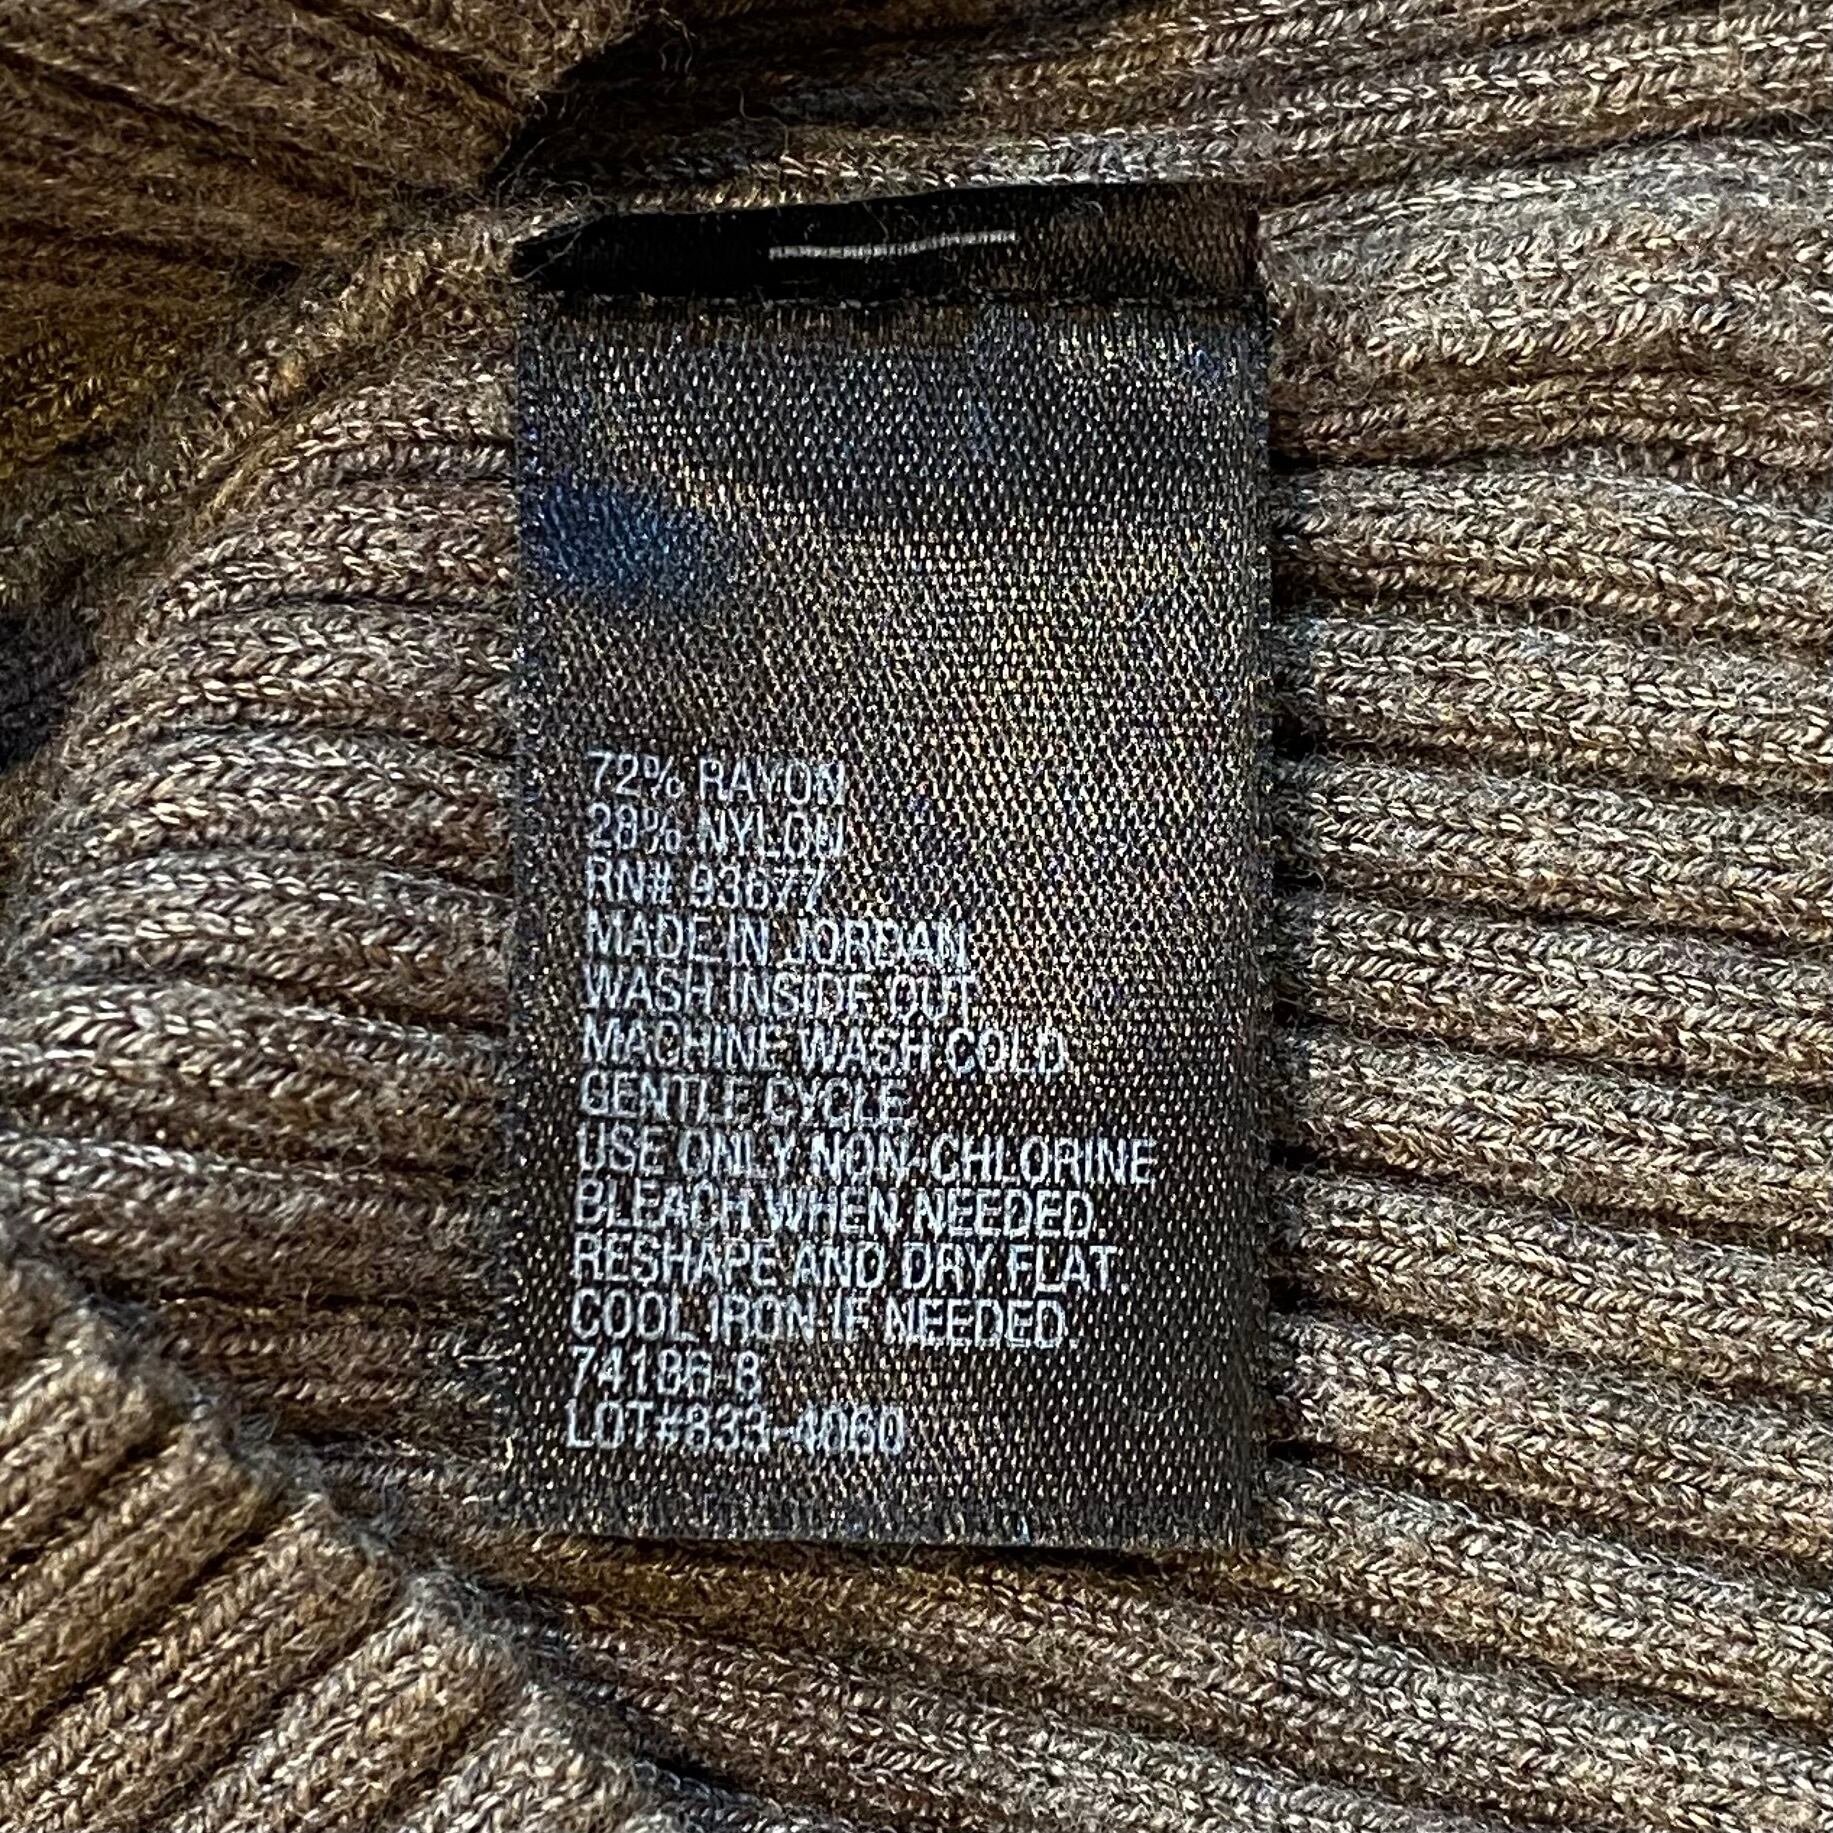 72% RAYON
28% NYLON
RN# 93677
MADE IN JORDAN
WASH INSIDE OUT.
MACHINE WASH COLD.
GENTLE CYCLE.
USE ONLY NON-CHLORINE
BLEACH WHEN NEEDED.
RESHAPE AND DRY FLAT.
COOL IRON IF NEEDED.
74186-8
LOT#833-4060